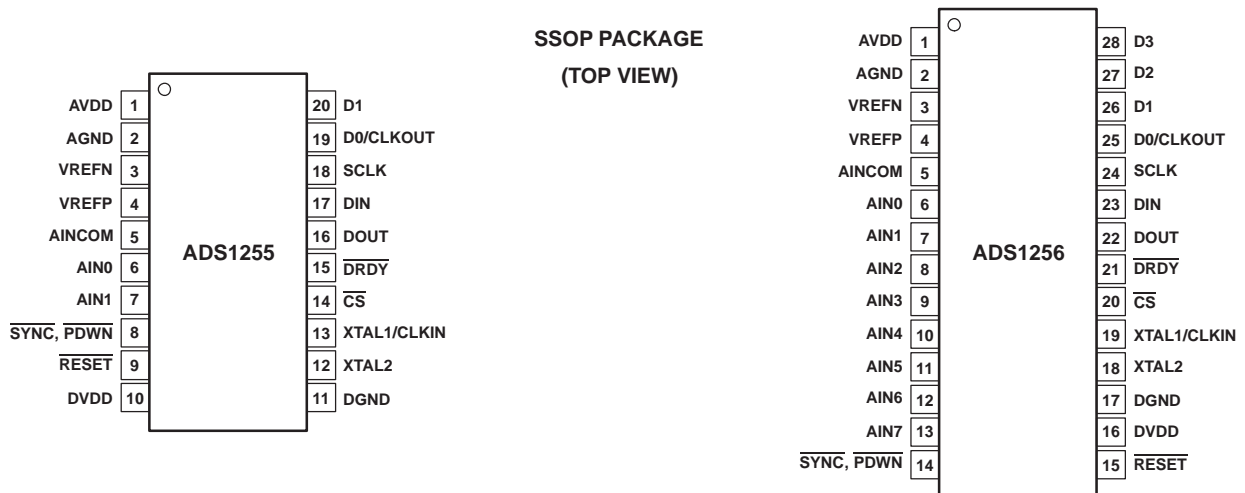 SSOP PACKAGE
(TOP VIEW)
AVDD 1
AGND 2
VREFN 3
VREFP 4
AINCOM 5
AIN0 6
AIN1 7
SYNC, PDWN 8
RESET 9
DVDD 10
ADS1255
20 D1
19 D0/CLKOUT
18 SCLK
17 DIN
16 DOUT
15 DRDY
14 CS
13 XTAL1/CLKIN
12 XTAL2
11 DGND
AVDD 1
AGND 2
VREFN 3
VREFP 4
AINCOM 5
AIN0 6
AIN1 7
AIN2 8
AIN3 9
AIN4 10
AIN5 11
AIN6 12
AIN7 13
SYNC, PDWN 14
ADS1256
28 D3
27 D2
26 D1
25 D0/CLKOUT
24 SCLK
23 DIN
22 DOUT
21 DRDY
20 CS
19 XTAL1/CLKIN
18 XTAL2
17 DGND
16 DVDD
15 RESET